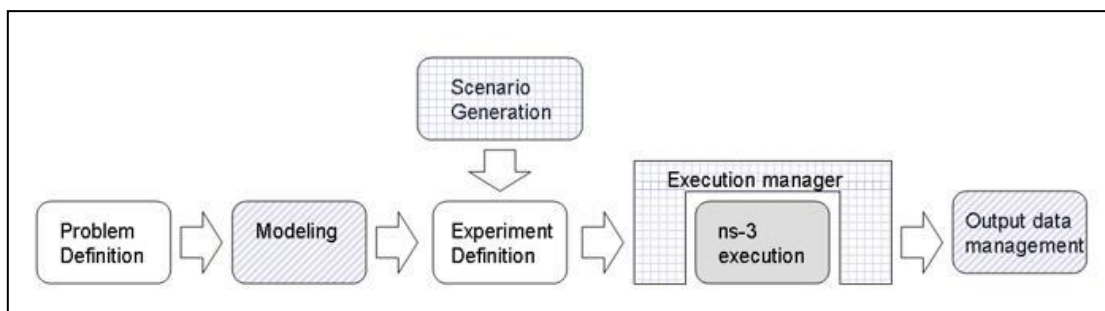 Scenario
Generation
Execution manager
Problem
Definition
Modeling
Experiment
Definition
ns-3
execution
Output data
management